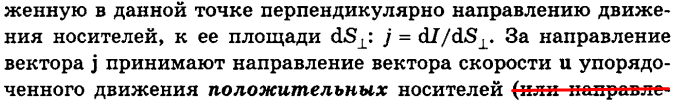 женную в данной точке перпендикулярно направлению движе-
ния носителей, к ее площади dS⊥: j = dI/dS⊥. За направление
вектора j принимают направление вектора скорости u упорядо-
ченного движения положительных носителей (или направле-